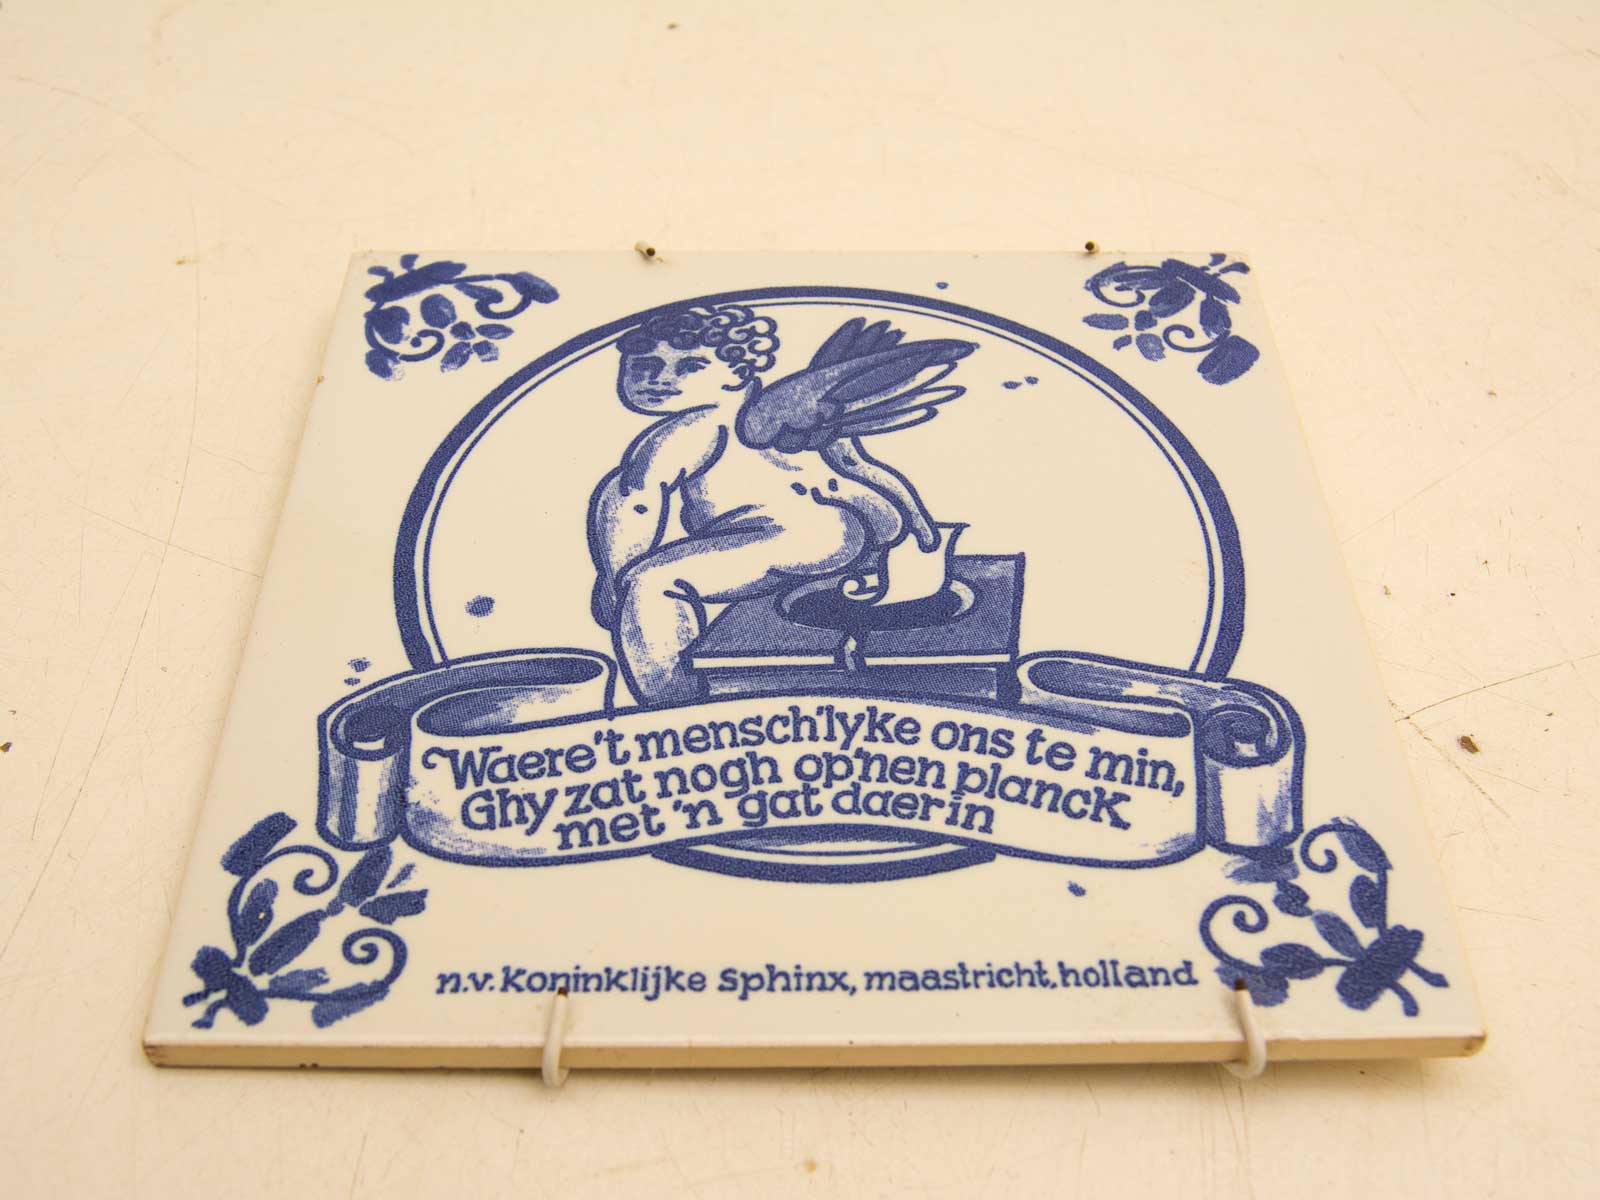 Waere't mensch'lyke ons te min,
Ghy zat nogh op'nen planck
met 'n gat daerin
n.v. koninklijke sphinx, maastricht, holland